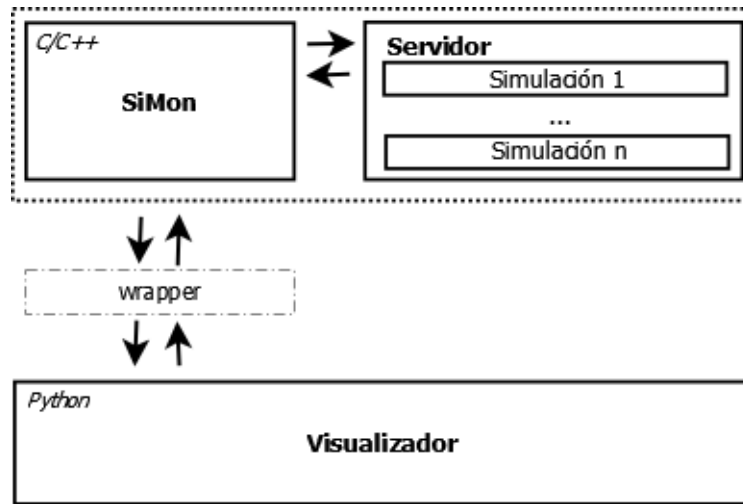 C/C++
SiMon
Servidor
Simulación 1
...
Simulación n
wrapper
Python
Visualizador